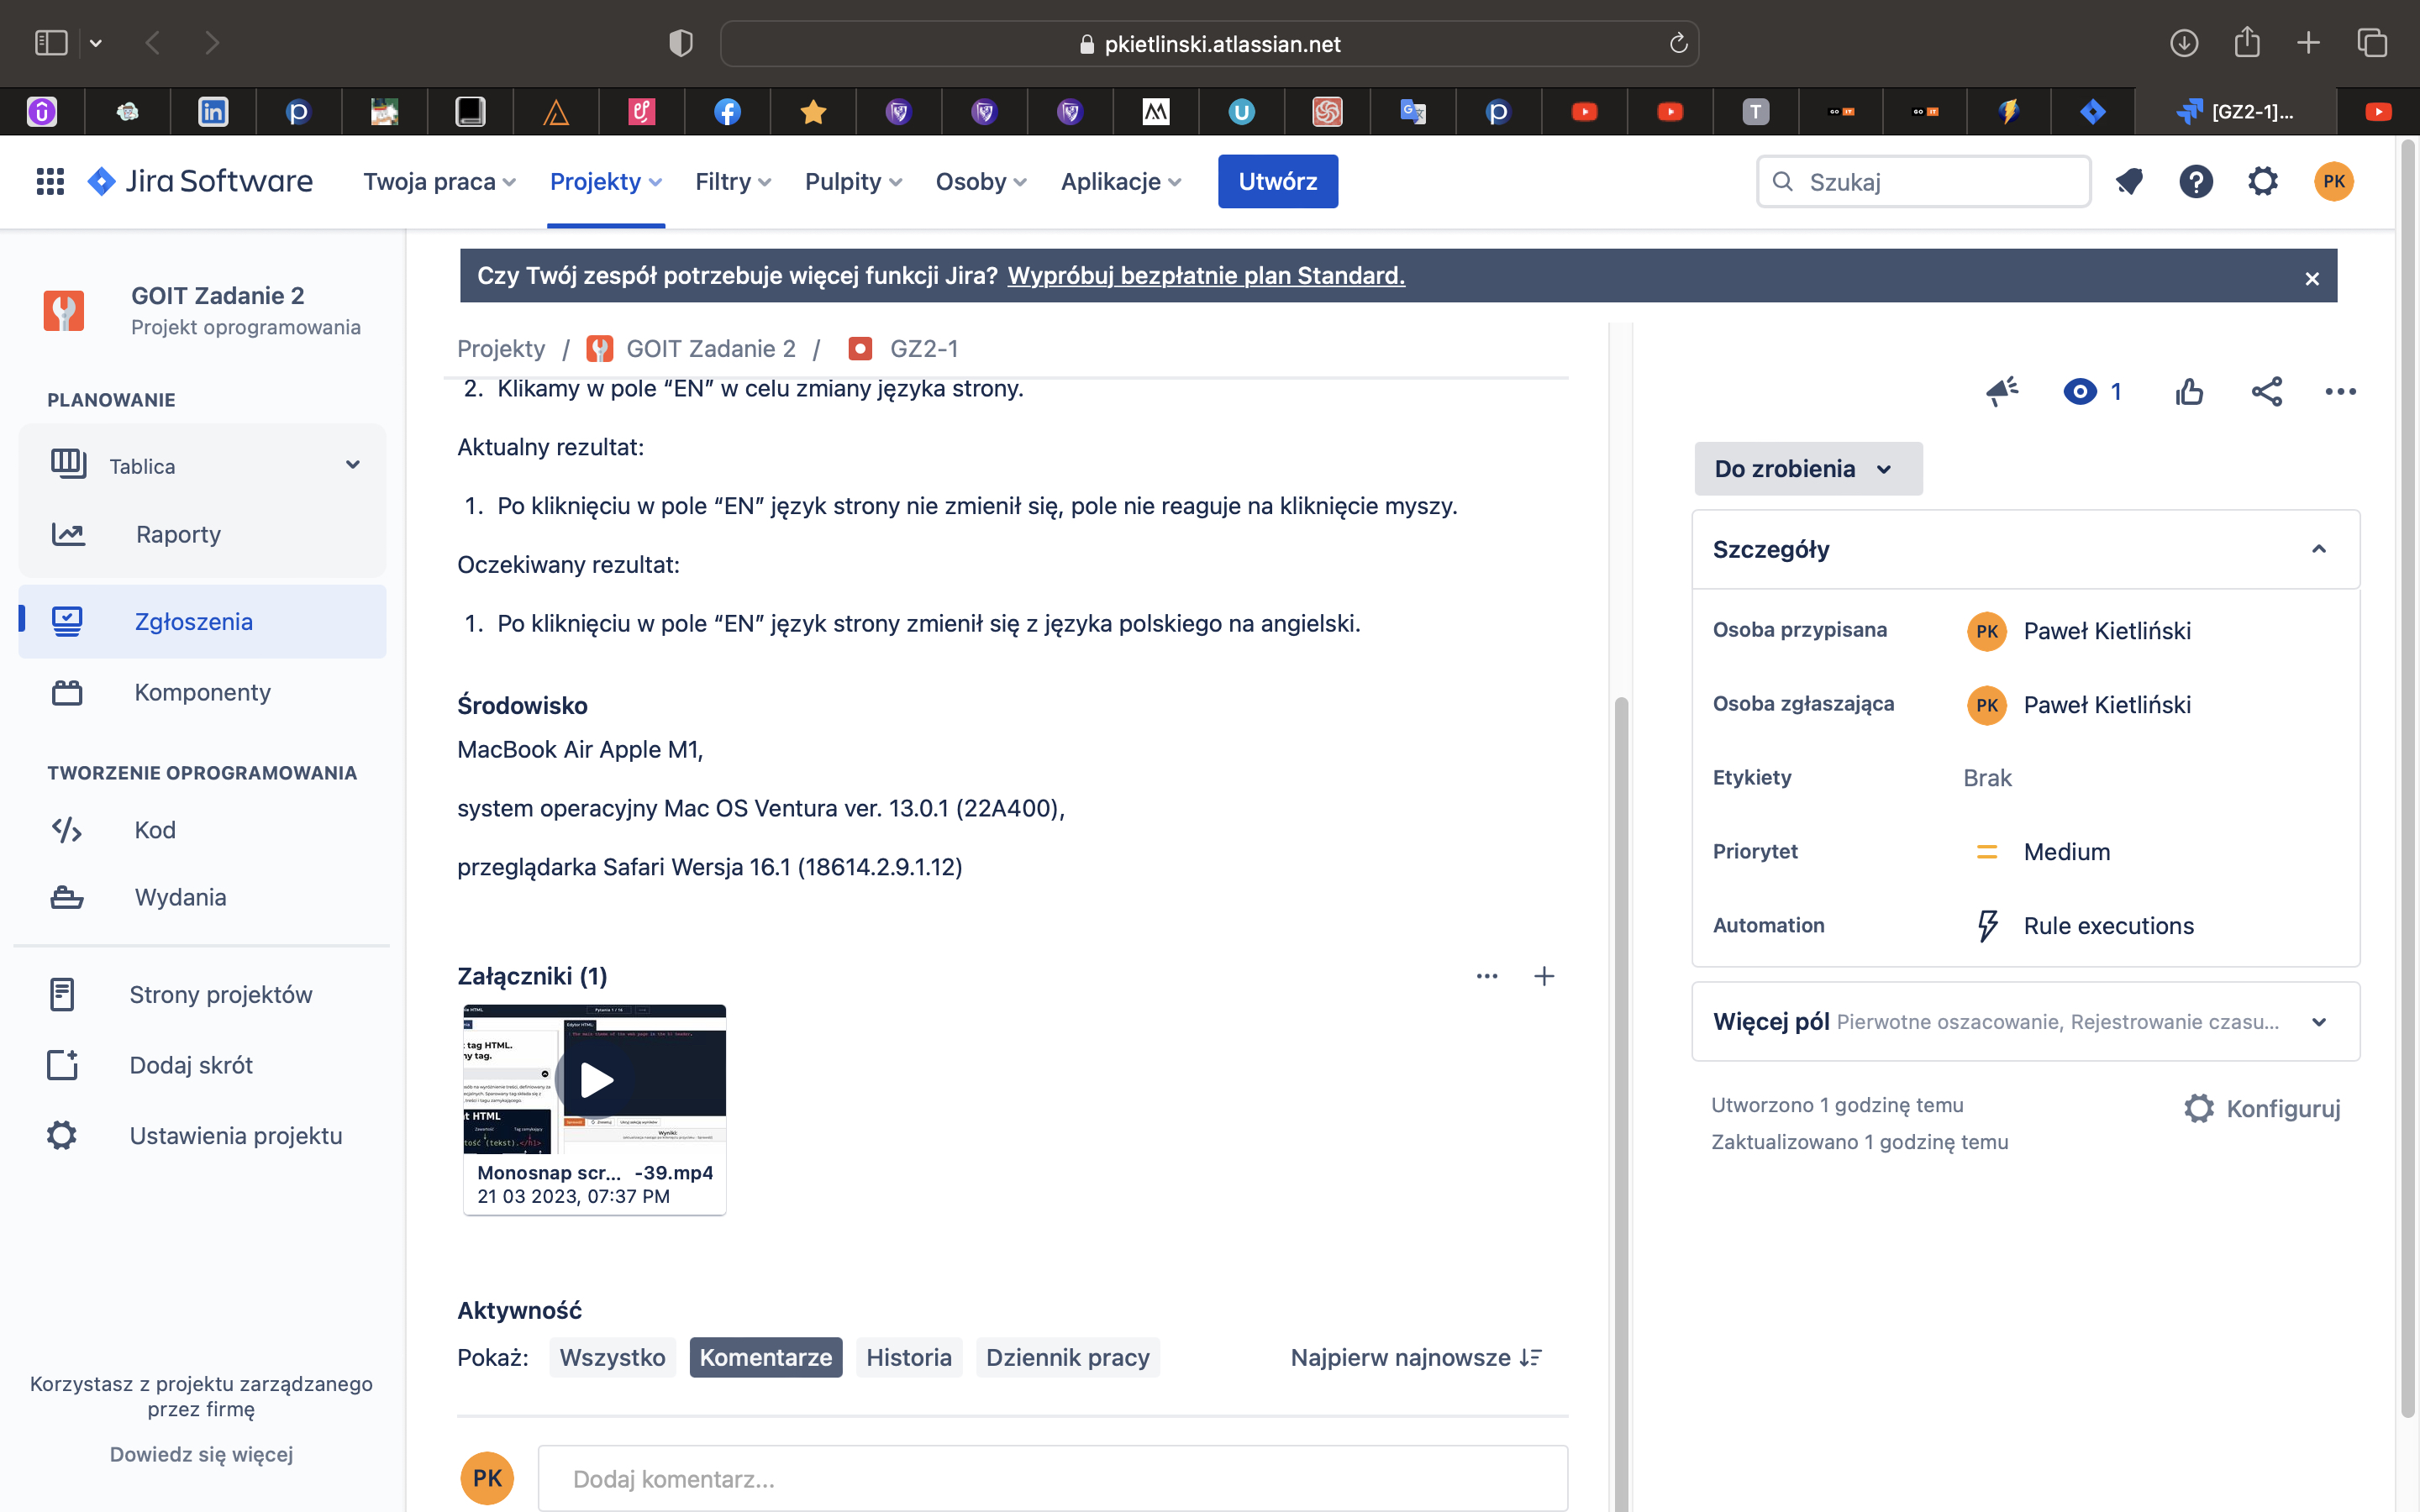 pkietlinski.atlassian.net
[GZ2-1]...
Jira Software
Twoja praca
Projekty
Filtry
Pulpity
Osoby
Aplikacje
Utwórz
Szukaj
PK
GOIT Zadanie 2
Projekt oprogramowania
PLANOWANIE
Tablica
Raporty
Zgłoszenia
Komponenty
TWORZENIE OPROGRAMOWANIA
Kod
Wydania
Strony projektów
Dodaj skrót
Ustawienia projektu
Korzystasz z projektu zarządzanego
przez firmę
Dowiedz się więcej
Czy Twój zespół potrzebuje więcej funkcji Jira? Wypróbuj bezpłatnie plan Standard.
Projekty / GOIT Zadanie 2 / GZ2-1
2. Klikamy w pole “EN” w celu zmiany języka strony.
Aktualny rezultat:
1. Po kliknięciu w pole “EN” język strony nie zmienił się, pole nie reaguje na kliknięcie myszy.
Oczekiwany rezultat:
1. Po kliknięciu w pole “EN” język strony zmienił się z języka polskiego na angielski.
Środowisko
MacBook Air Apple M1,
system operacyjny Mac OS Ventura ver. 13.0.1 (22A400),
przeglądarka Safari Wersja 16.1 (18614.2.9.1.12)
Załączniki (1)
tag HTML.
ny tag.
Monosnap scr... -39.mp4
21 03 2023, 07:37 PM
Aktywność
Pokaż:
Wszystko
Komentarze
Historia
Dziennik pracy
Najpierw najnowsze
PK
Dodaj komentarz...
1
Do zrobienia
Szczegóły
Osoba przypisana
PK Paweł Kietliński
Osoba zgłaszająca
PK Paweł Kietliński
Etykiety
Brak
Priorytet
Medium
Automation
Rule executions
Więcej pól Pierwotne oszacowanie, Rejestrowanie czasu...
Utworzono 1 godzinę temu
Zaktualizowano 1 godzinę temu
Konfiguruj